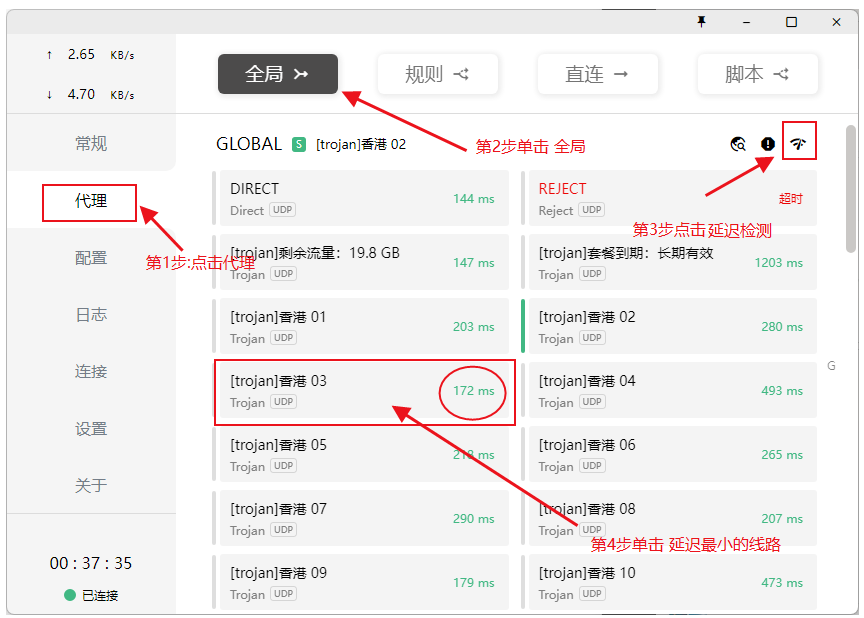 ↑ 2.65 KB/s
↓ 4.70 KB/s
常规
代理
配置
日志
连接
设置
关于
00 : 37 : 35
已连接
全局
规则
直连
脚本
第2步单击 全局
GLOBAL S [trojan]香港 02
第3步点击延迟检测
第1步:点击代理
DIRECT
Direct UDP
144 ms
REJECT
Reject UDP
超时
[trojan]剩余流量：19.8 GB
Trojan UDP
147 ms
[trojan]套餐到期：长期有效
Trojan UDP
1203 ms
[trojan]香港 01
Trojan UDP
203 ms
[trojan]香港 02
Trojan UDP
280 ms
[trojan]香港 03
Trojan UDP
172 ms
[trojan]香港 04
Trojan UDP
493 ms
G
[trojan]香港 05
Trojan UDP
218 ms
[trojan]香港 06
Trojan UDP
265 ms
[trojan]香港 07
Trojan UDP
290 ms
[trojan]香港 08
Trojan UDP
207 ms
第4步单击 延迟最小的线路
[trojan]香港 09
Trojan UDP
179 ms
[trojan]香港 10
Trojan UDP
473 ms